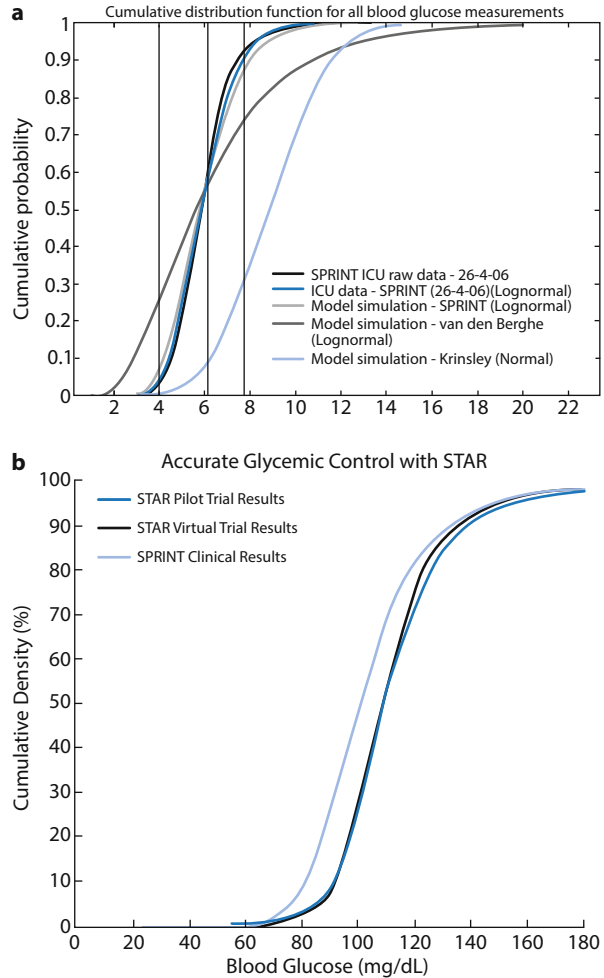 a
Cumulative distribution function for all blood glucose measurements
Cumulative probability
1
0.9
0.8
0.7
0.6
0.5
0.4
0.3
0.2
0.1
0
SPRINT ICU raw data - 26-4-06
ICU data - SPRINT (26-4-06)(Lognormal)
Model simulation - SPRINT (Lognormal)
Model simulation - van den Berghe
(Lognormal)
Model simulation - Krinsley (Normal)
2 4 6 8 10 12 14 16 18 20 22
b
Accurate Glycemic Control with STAR
Cumulative Density (%)
100
90
80
70
60
50
40
30
20
10
0
STAR Pilot Trial Results
STAR Virtual Trial Results
SPRINT Clinical Results
0 20 40 60 80 100 120 140 160 180
Blood Glucose (mg/dL)